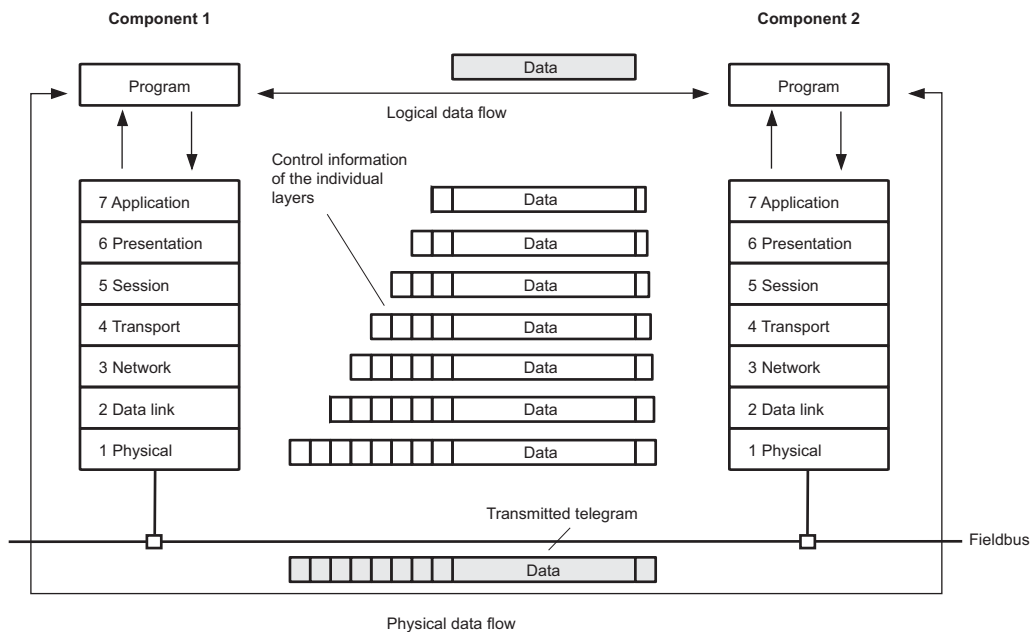 Component 1
Component 2
Data
Program
Program
Logical data flow
Control information
of the individual
layers
7 Application
Data
7 Application
6 Presentation
Data
6 Presentation
5 Session
Data
5 Session
4 Transport
Data
4 Transport
3 Network
Data
3 Network
2 Data link
Data
2 Data link
1 Physical
Data
1 Physical
Transmitted telegram
Fieldbus
Data
Physical data flow